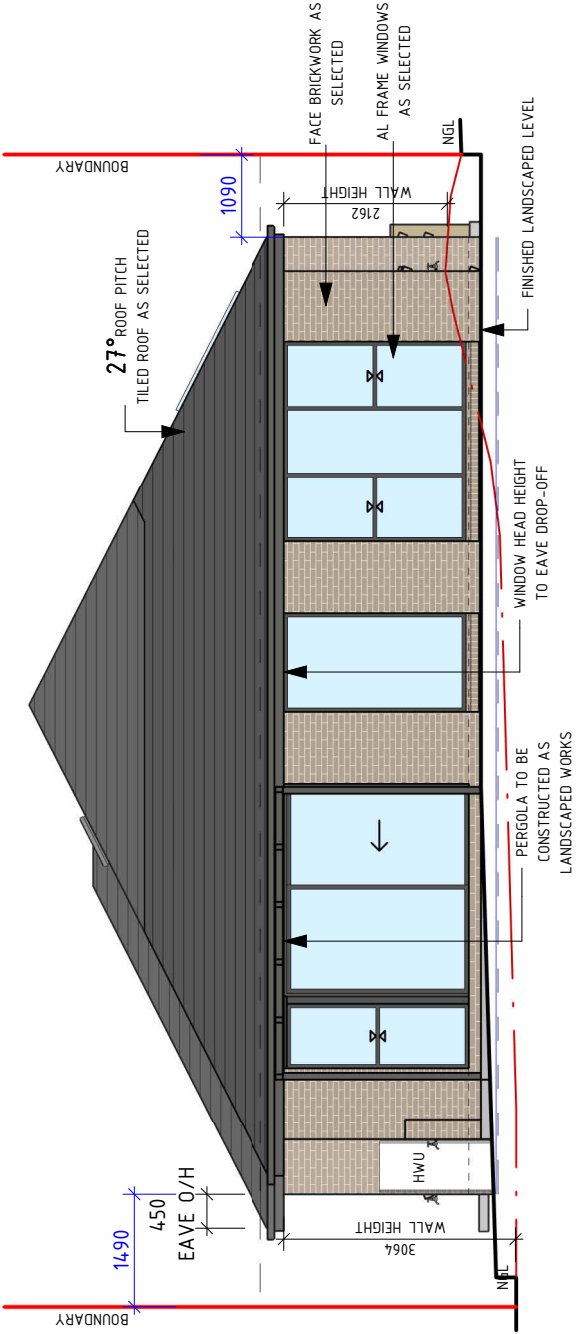 BOUNDARY
1490
450
EAVE O/H
WALL HEIGHT
3064
NGL
HWU
27° ROOF PITCH
TILED ROOF AS SELECTED
PERGOLA TO BE
CONSTRUCTED AS
LANDSCAPED WORKS
WINDOW HEAD HEIGHT
TO EAVE DROP-OFF
BOUNDARY
1090
WALL HEIGHT
2162
FACE BRICKWORK AS
SELECTED
AL FRAME WINDOWS
AS SELECTED
NGL
FINISHED LANDSCAPED LEVEL